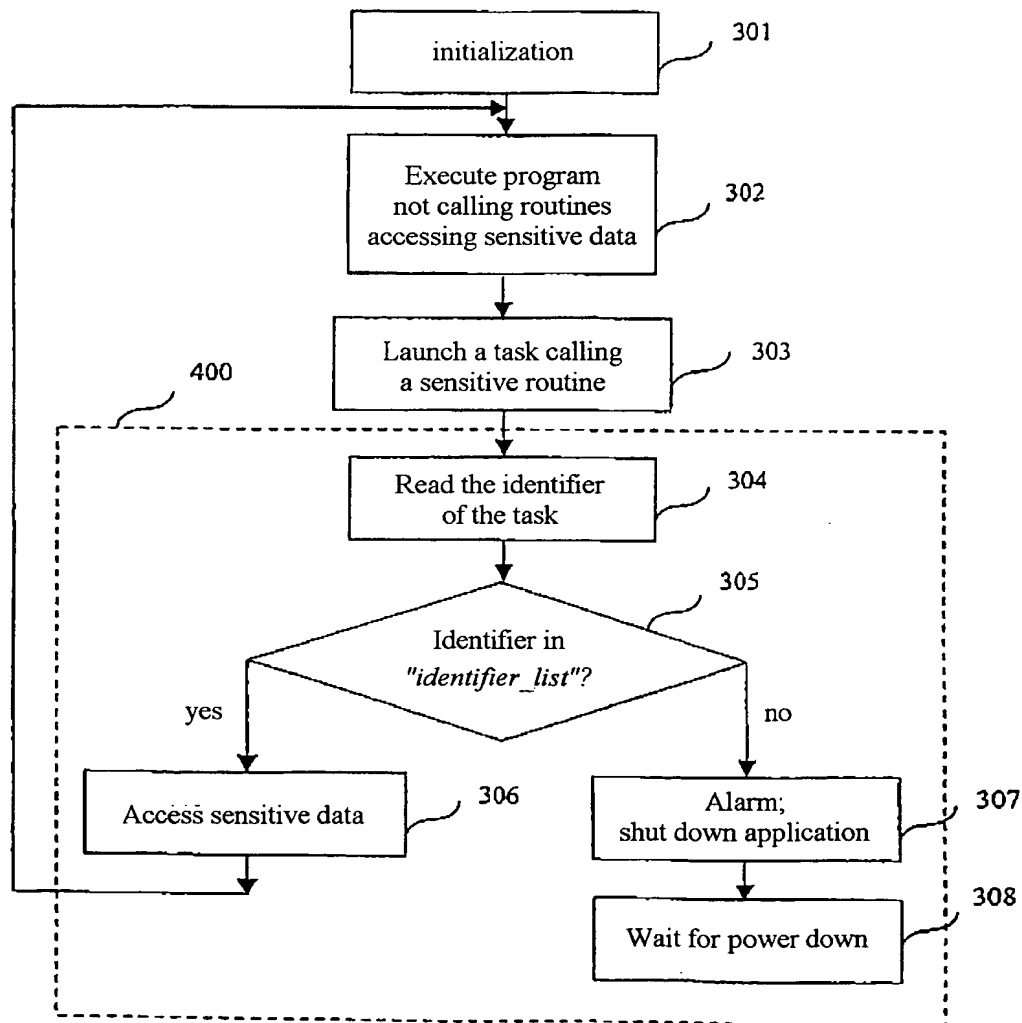 initialization
301
Execute program
not calling routines
accessing sensitive data
302
Launch a task calling
a sensitive routine
303
400
Read the identifier
of the task
304
305
Identifier in
"identifier_list"?
yes
no
Access sensitive data
306
Alarm;
shut down application
307
Wait for power down
308